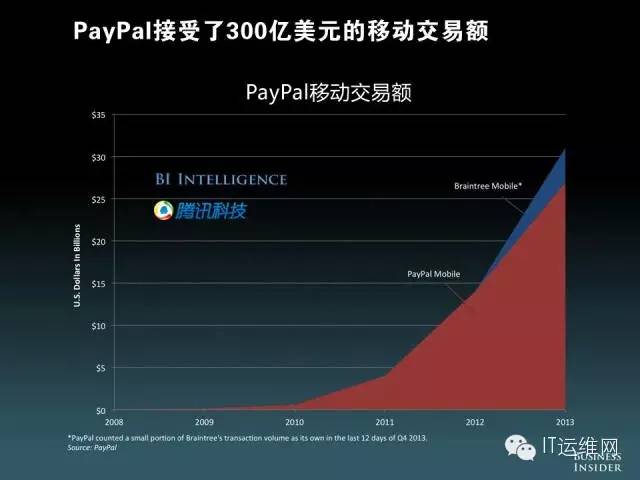 PayPal接受了300亿美元的移动交易额
PayPal移动交易额
$35
$30
$25
$20
$15
$10
$5
$0
U.S. Dollars In Billions
BI INTELLIGENCE
腾讯科技
Braintree Mobile*
PayPal Mobile
2008 2009 2010 2011 2012 2013
*PayPal counted a small portion of Braintree's transaction volume as its own in the last 12 days of Q4 2013.
Source: PayPal
IT运维网
BUSINESS
INSIDER